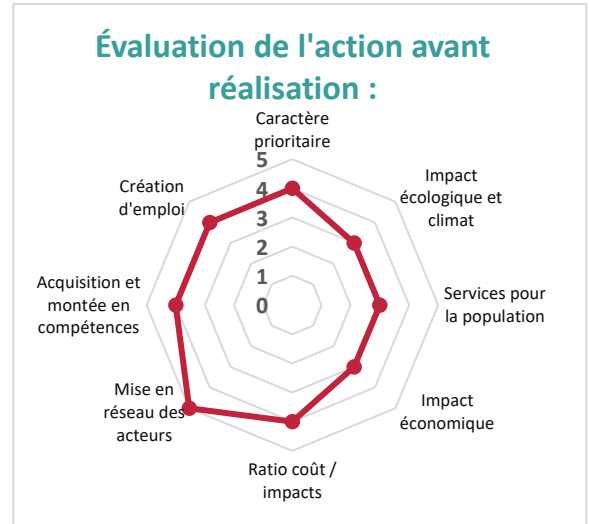 Évaluation de l'action avant
réalisation :
Caractère
prioritaire
Impact
écologique et
climat
Services pour
la population
Impact
économique
Ratio coût /
impacts
Mise en
réseau des
acteurs
Acquisition et
montée en
compétences
Création
d'emploi
5
4
3
2
1
0